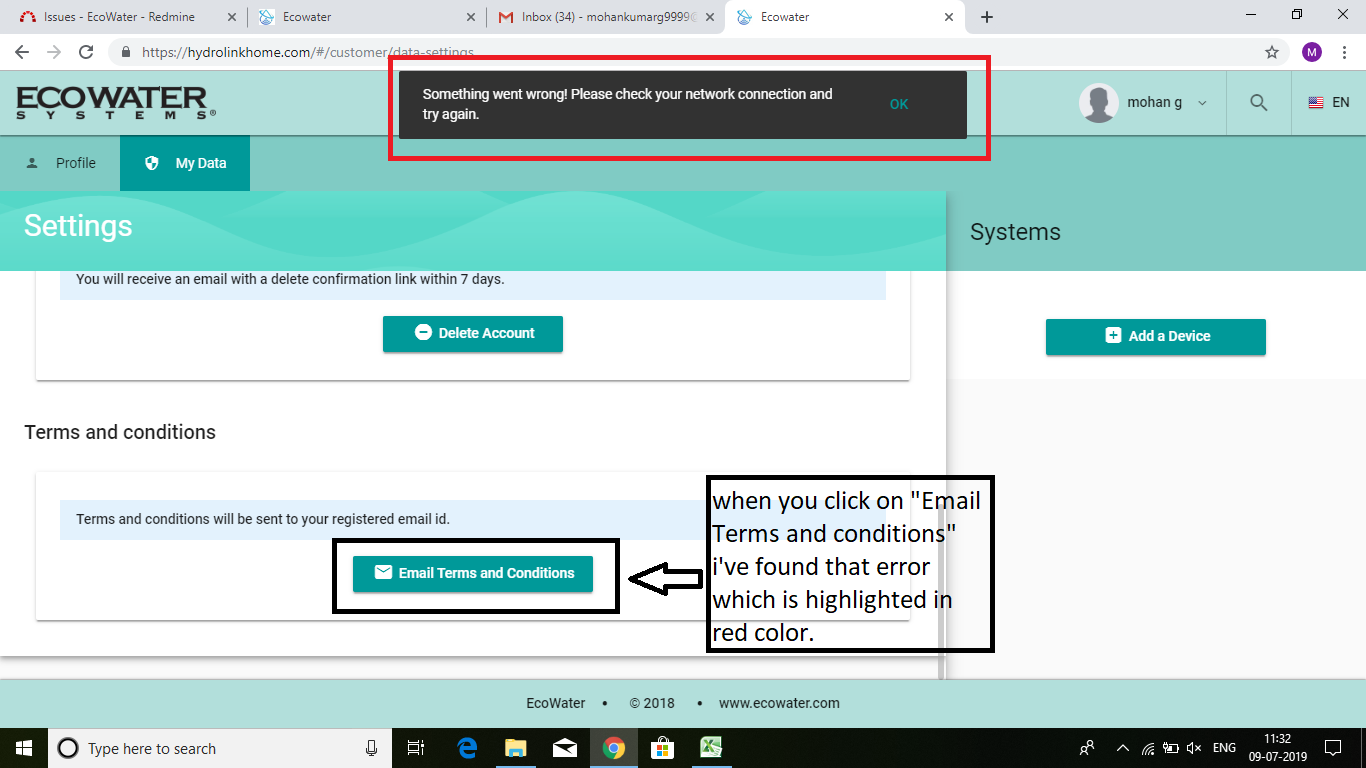 Issues - EcoWater - Redmine
Ecowater
Inbox (34) - mohankumarg9999@
Ecowater
https://hydrolinkhome.com/#/customer/data-settings
M
ECOWATER
SYSTEMS®
Something went wrong! Please check your network connection and
try again.
OK
mohan g
EN
Profile
My Data
Settings
Systems
You will receive an email with a delete confirmation link within 7 days.
Delete Account
Add a Device
Terms and conditions
Terms and conditions will be sent to your registered email id.
Email Terms and Conditions
when you click on "Email
Terms and conditions"
i've found that error
which is highlighted in
red color.
EcoWater • © 2018 • www.ecowater.com
Type here to search
ENG
11:32
09-07-2019